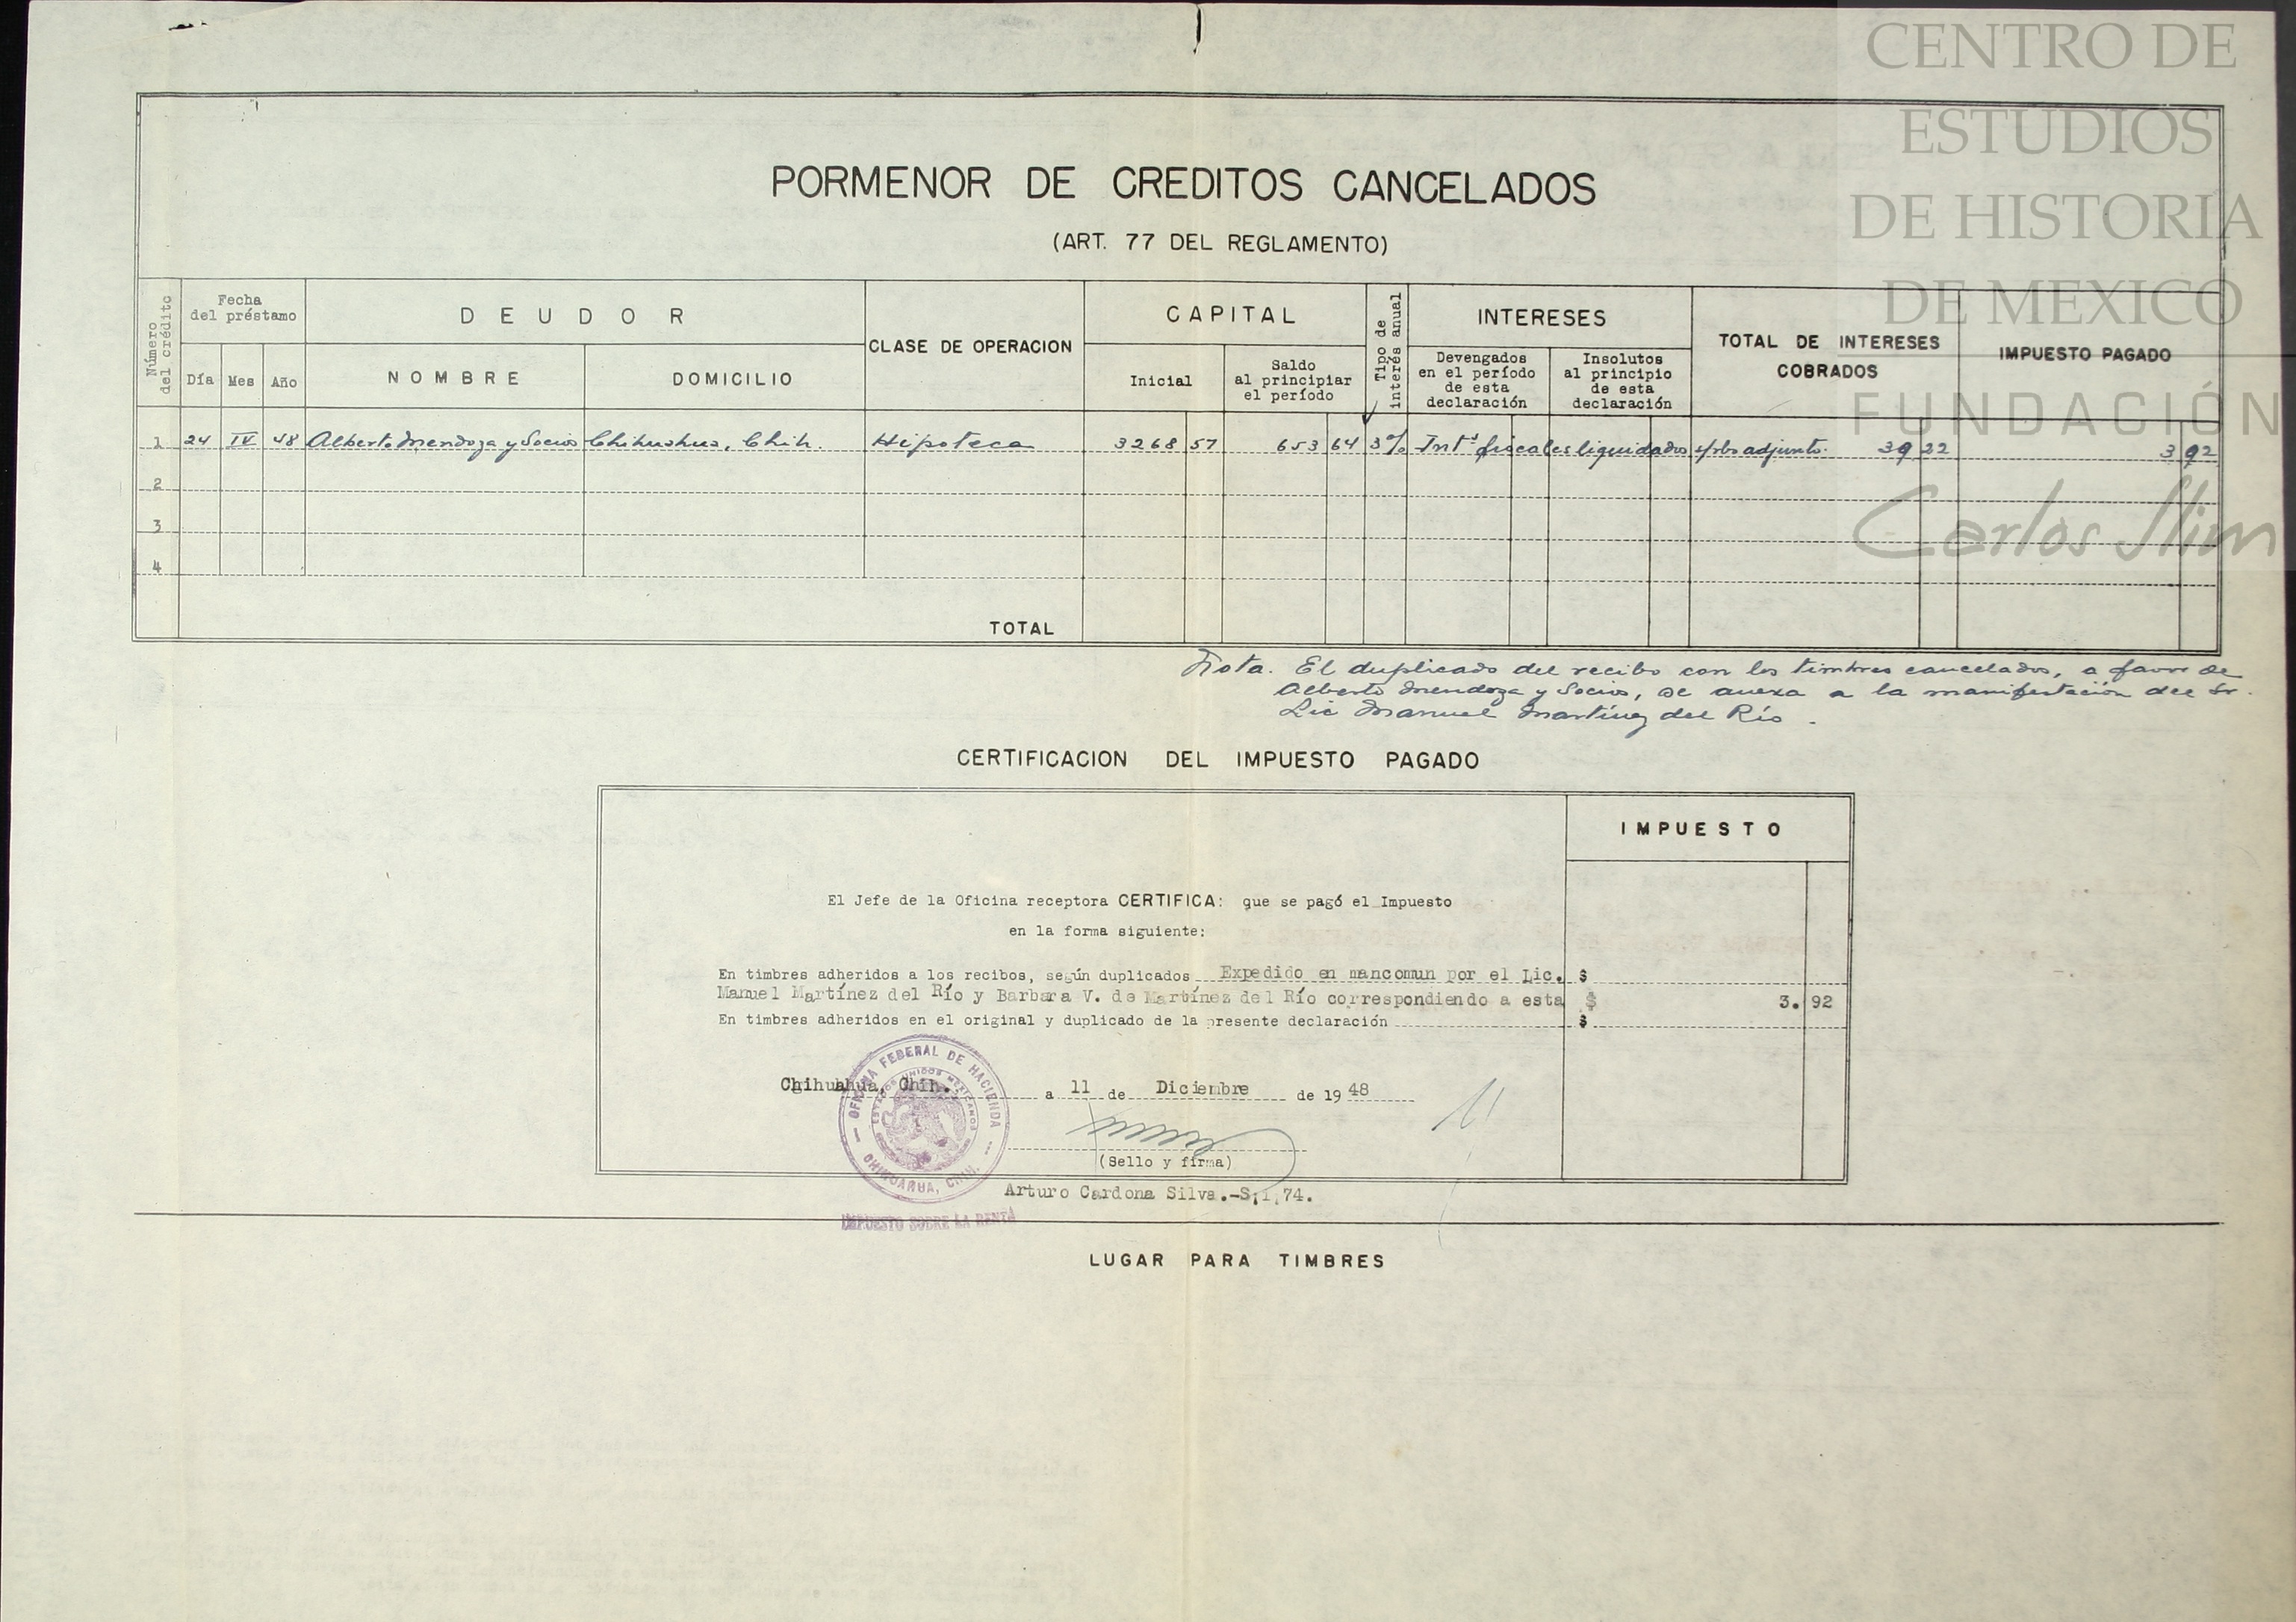 CENTRO DE
ESTUDIOS
DE HISTORIA
DE MEXICO
FUNDACIÓN
Carlos Slim
PORMENOR DE CREDITOS CANCELADOS
(ART. 77 DEL REGLAMENTO)
Número del crédito
Fecha del préstamo
Día Mes Año
DEUDOR
NOMBRE DOMICILIO
CLASE DE OPERACION
CAPITAL
Inicial
Saldo al principiar el período
Tipo de interés anual
INTERESES
Devengados en el período de esta declaración
Insolutos al principio de esta declaración
TOTAL DE INTERESES COBRADOS
IMPUESTO PAGADO
1 24 IV 48 Alberto Mendoza y Socios Chihuahua, Chih. Hipoteca 3268 57 653 64 3% Ints fiscales liquidados s/rbo adjunto. 39 22 3 92
2
3
4
TOTAL
Nota. El duplicado del recibo con los timbres cancelados, a favor de
Alberto Mendoza y Socios, se anexa a la manifestación del Sr.
Lic Manuel Martínez del Río.
CERTIFICACION DEL IMPUESTO PAGADO
IMPUESTO
El Jefe de la Oficina receptora CERTIFICA: que se pagó el Impuesto
en la forma siguiente:
En timbres adheridos a los recibos, según duplicados Expedido en mancomun por el Lic. $
Manuel Martínez del Río y Barbara V. de Martínez del Río correspondiendo a esta $ 3. 92
En timbres adheridos en el original y duplicado de la presente declaración $
Chihuahua, Chih. a 11 de Diciembre de 1948
(Sello y firma)
OFICINA FEDERAL DE HACIENDA
ESTADOS UNIDOS MEXICANOS
CHIHUAHUA, CHIH.
Arturo Cardona Silva.-S,1,74.
IMPUESTO SOBRE LA RENTA
LUGAR PARA TIMBRES